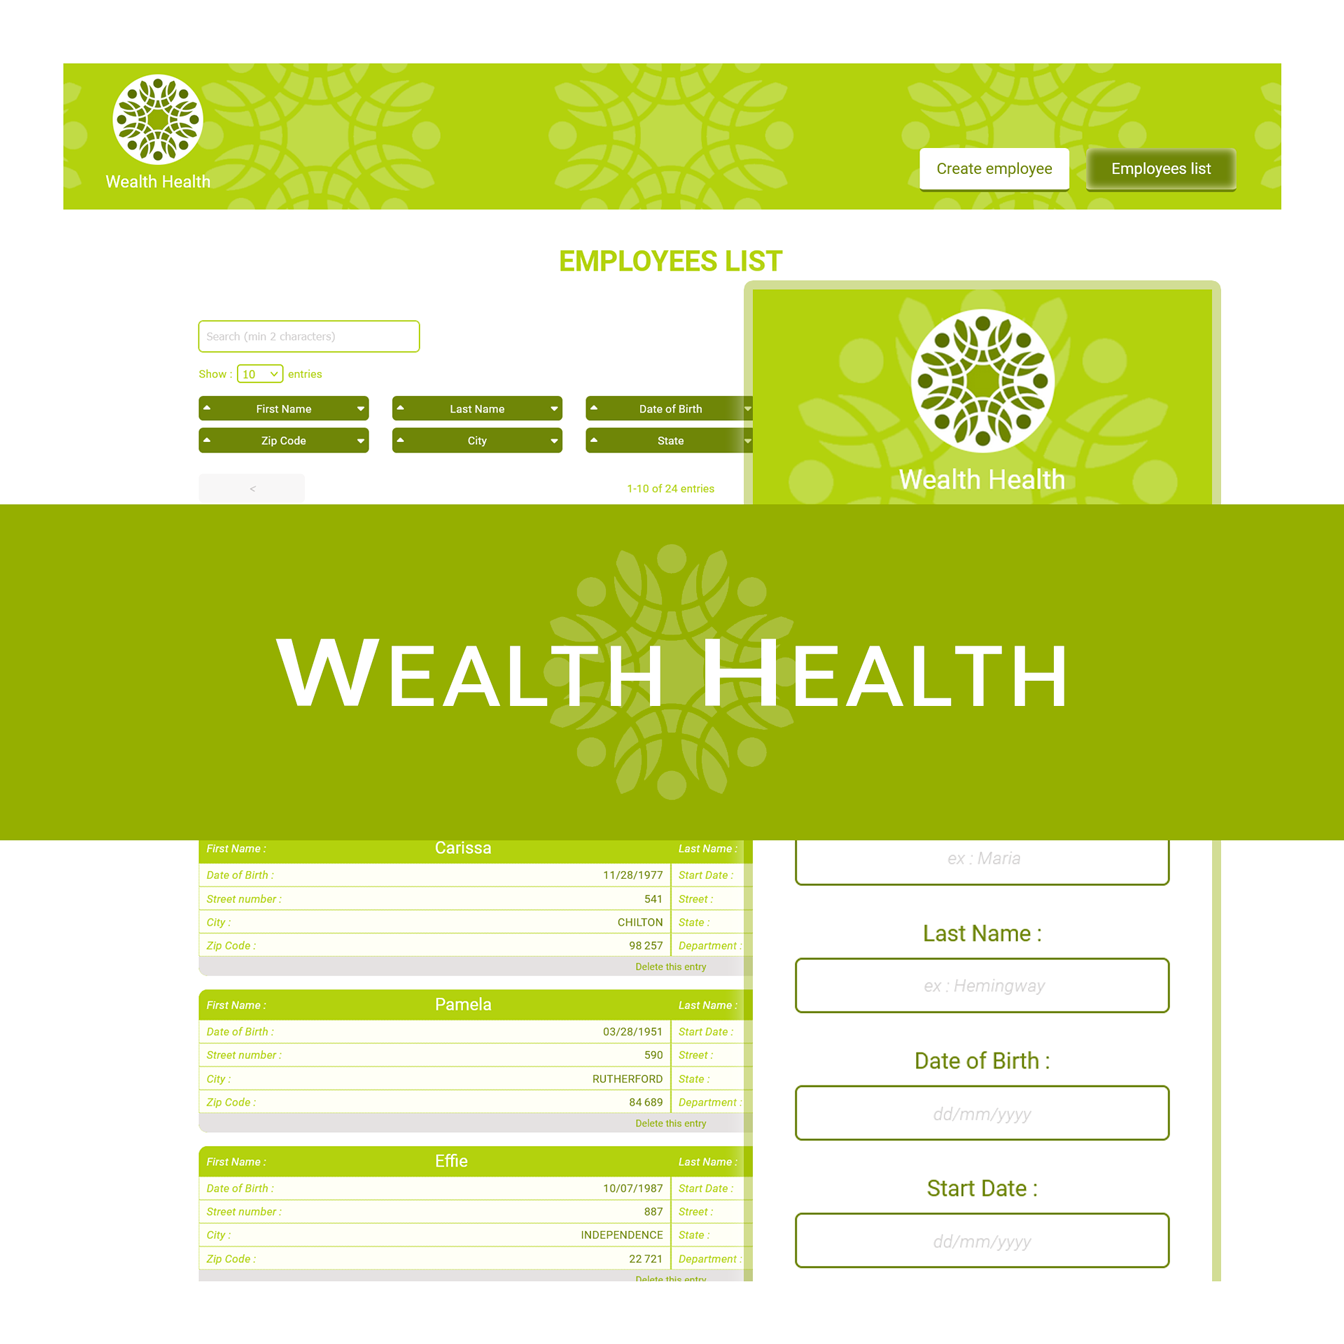 Wealth Health
Create employee
Employees list
EMPLOYEES LIST
Search (min 2 characters)
Show : 10 entries
First Name
Last Name
Date of Birth
Zip Code
City
State
<
1-10 of 24 entries
Wealth Health
WEALTH HEALTH
First Name : Carissa Last Name :
Date of Birth : 11/28/1977 Start Date :
Street number : 541 Street :
City : CHILTON State :
Zip Code : 98 257 Department :
Delete this entry
First Name : Pamela Last Name :
Date of Birth : 03/28/1951 Start Date :
Street number : 590 Street :
City : RUTHERFORD State :
Zip Code : 84 689 Department :
Delete this entry
First Name : Effie Last Name :
Date of Birth : 10/07/1987 Start Date :
Street number : 887 Street :
City : INDEPENDENCE State :
Zip Code : 22 721 Department :
Delete this entry
ex : Maria
Last Name :
ex : Hemingway
Date of Birth :
dd/mm/yyyy
Start Date :
dd/mm/yyyy